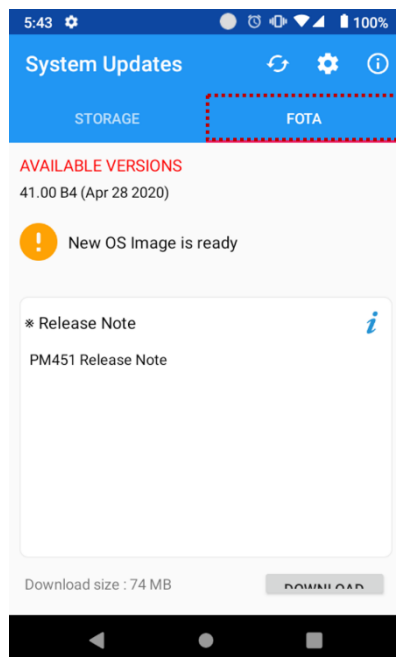 5:43
100%
System Updates
STORAGE
FOTA
AVAILABLE VERSIONS
41.00 B4 (Apr 28 2020)
New OS Image is ready
※ Release Note
PM451 Release Note
Download size : 74 MB
DOWNLOAD